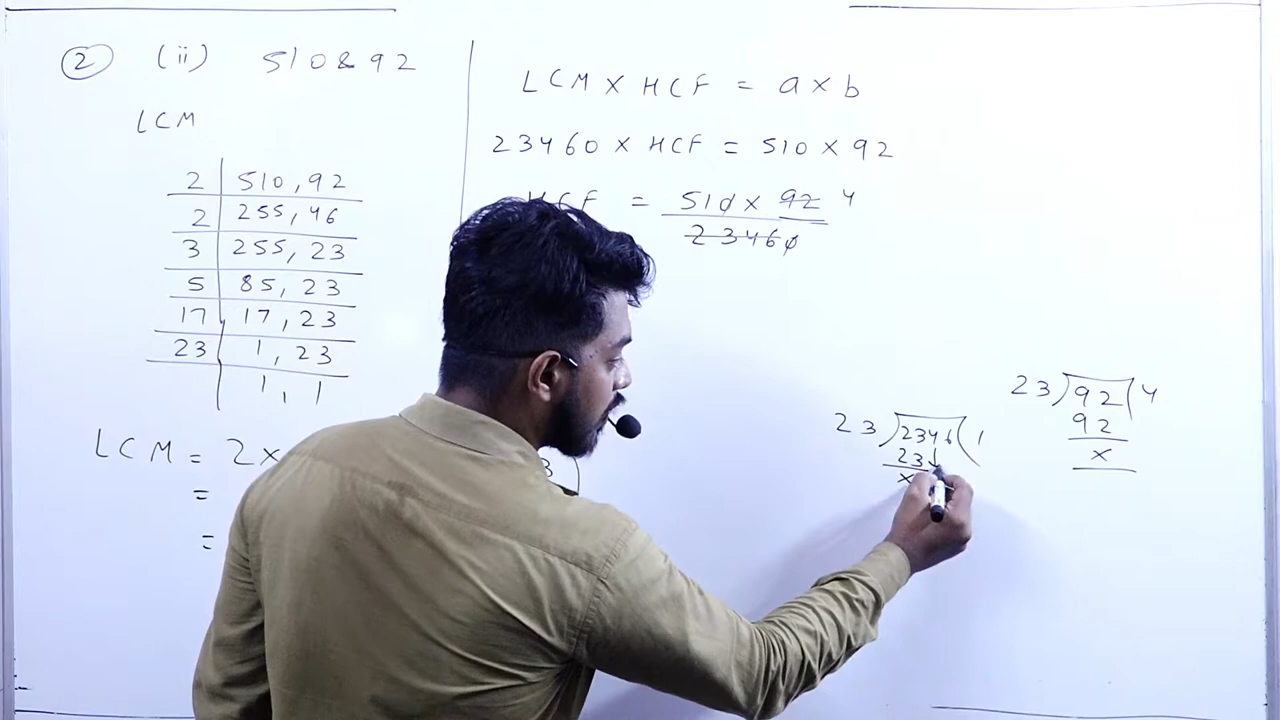 2 (ii) 510 & 92
LCM
2 | 510, 92
2 | 255, 46
3 | 255, 23
5 | 85, 23
17 | 17, 23
23 | 1, 23
1, 1
LCM = 2×
=
=
LCM × HCF = a × b
23460 × HCF = 510 × 92
HCF = 510 × 92 4
23460
23 ) 92 ( 4
92
×
23 ) 2346 ( 1
23↓
×